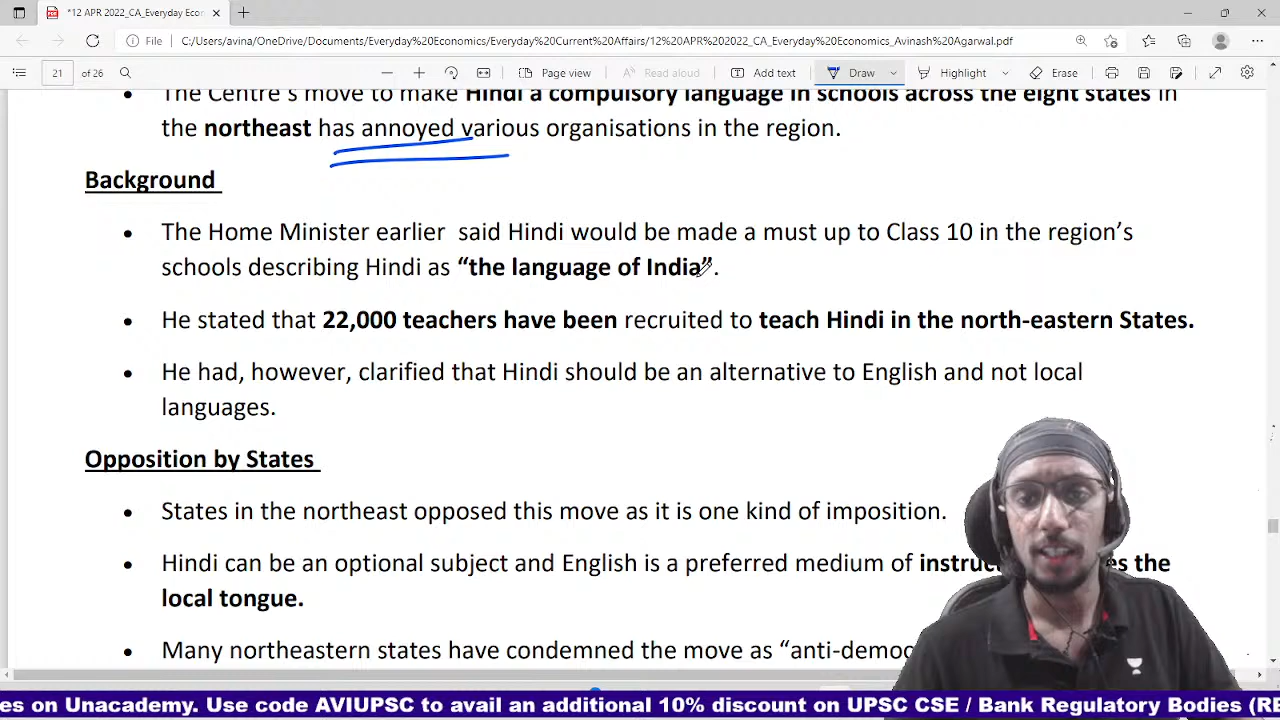 *12 APR 2022_CA_Everyday Econ
File C:/Users/avina/OneDrive/Documents/Everyday%20Economics/Everyday%20Current%20Affairs/12%20APR%202022_CA_Everyday%20Economics_Avinash%20Agarwal.pdf
21 of 26 Page view Read aloud Add text Draw Highlight Erase
The Centre's move to make Hindi a compulsory language in schools across the eight states in
the northeast has annoyed various organisations in the region.
Background
• The Home Minister earlier said Hindi would be made a must up to Class 10 in the region's
schools describing Hindi as “the language of India”.
• He stated that 22,000 teachers have been recruited to teach Hindi in the north-eastern States.
• He had, however, clarified that Hindi should be an alternative to English and not local
languages.
Opposition by States
• States in the northeast opposed this move as it is one kind of imposition.
• Hindi can be an optional subject and English is a preferred medium of instruc es the
local tongue.
• Many northeastern states have condemned the move as “anti-democ
es on Unacademy. Use code AVIUPSC to avail an additional 10% discount on UPSC CSE / Bank Regulatory Bodies (RE